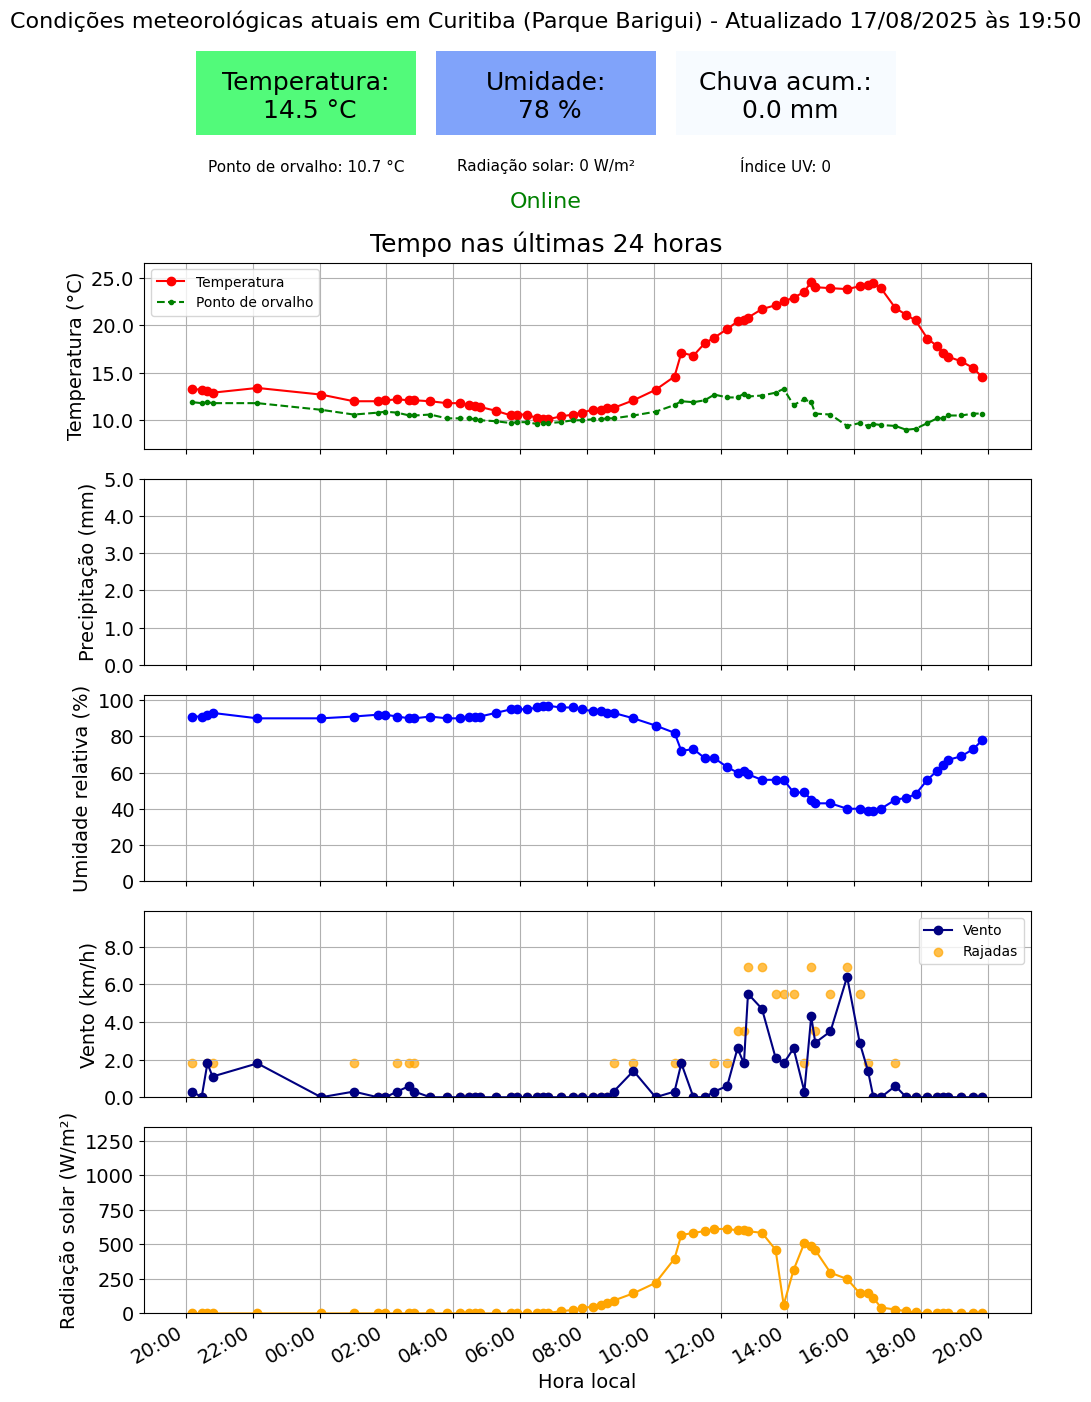 Condições meteorológicas atuais em Curitiba (Parque Barigui) - Atualizado 17/08/2025 às 19:50
Temperatura:
14.5 °C
Umidade:
78 %
Chuva acum.:
0.0 mm
Ponto de orvalho: 10.7 °C
Radiação solar: 0 W/m²
Índice UV: 0
Online
Tempo nas últimas 24 horas
Temperatura (°C)
25.0
20.0
15.0
10.0
Temperatura
Ponto de orvalho
Precipitação (mm)
5.0
4.0
3.0
2.0
1.0
0.0
Umidade relativa (%)
100
80
60
40
20
0
Vento (km/h)
8.0
6.0
4.0
2.0
0.0
Vento
Rajadas
Radiação solar (W/m²)
1250
1000
750
500
250
0
20:00
22:00
00:00
02:00
04:00
06:00
08:00
10:00
12:00
14:00
16:00
18:00
20:00
Hora local